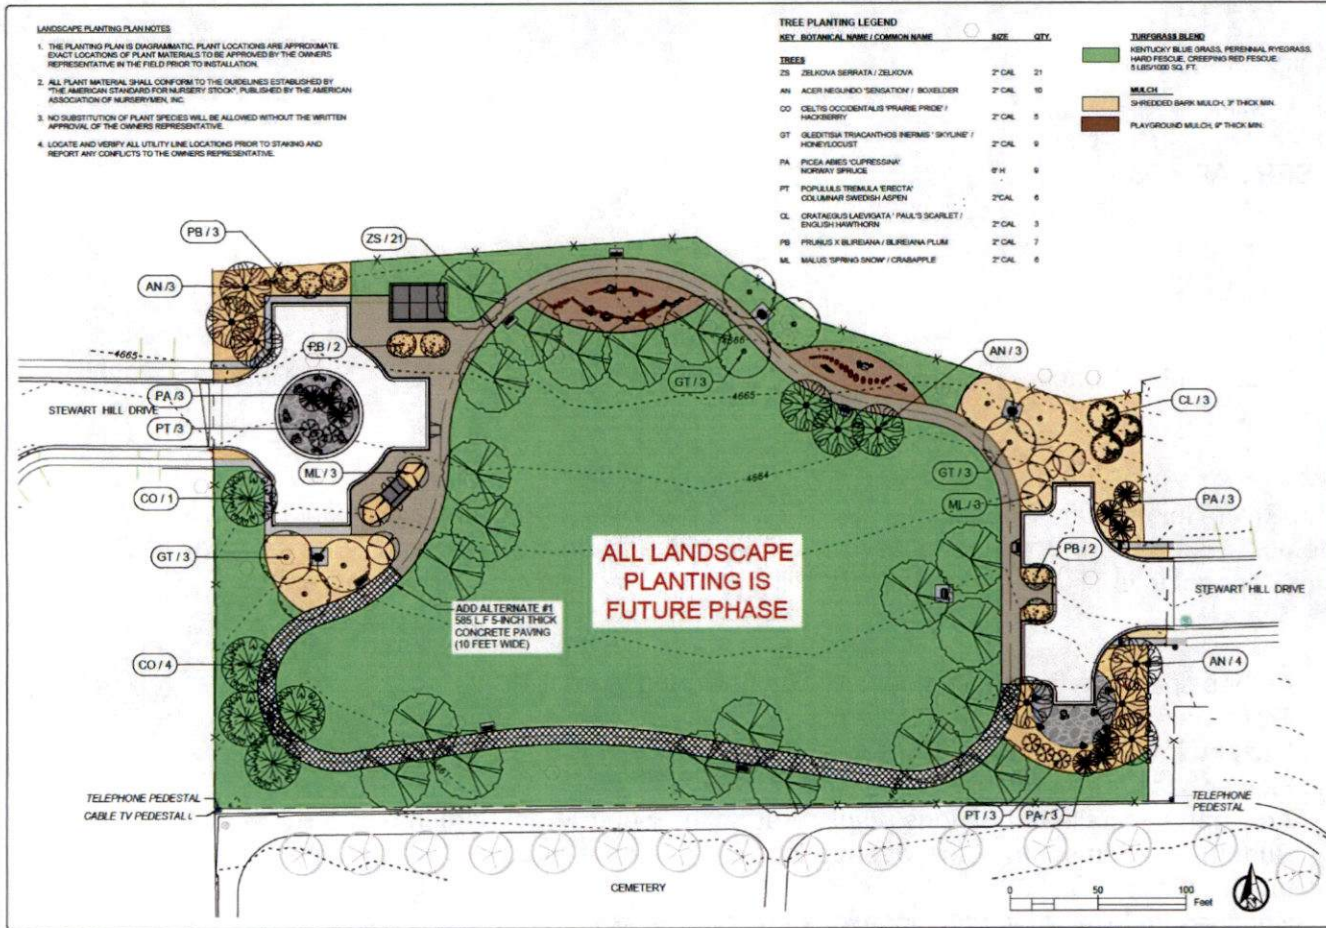 LANDSCAPE PLANTING PLAN NOTES
1. THE PLANTING PLAN IS DIAGRAMMATIC. PLANT LOCATIONS ARE APPROXIMATE
EXACT LOCATIONS OF PLANT MATERIALS TO BE APPROVED BY THE OWNERS
REPRESENTATIVE IN THE FIELD PRIOR TO INSTALLATION.
2. ALL PLANT MATERIAL SHALL CONFORM TO THE GUIDELINES ESTABLISHED BY
"THE AMERICAN STANDARD FOR NURSERY STOCK", PUBLISHED BY THE AMERICAN
ASSOCIATION OF NURSERYMEN, INC.
3. NO SUBSTITUTION OF PLANT SPECIES WILL BE ALLOWED WITHOUT THE WRITTEN
APPROVAL OF THE OWNERS REPRESENTATIVE.
4. LOCATE AND VERIFY ALL UTILITY LINE LOCATIONS PRIOR TO STAKING AND
REPORT ANY CONFLICTS TO THE OWNERS REPRESENTATIVE.
TREE PLANTING LEGEND
KEY BOTANICAL NAME / COMMON NAME SIZE QTY.
TREES
ZS ZELKOVA SERRATA / ZELKOVA 2" CAL 21
AN ACER NEGUNDO 'SENSATION' / BOXELDER 2" CAL 10
CO CELTIS OCCIDENTALIS 'PRAIRIE PRIDE' /
HACKBERRY 2" CAL 5
GT GLEDITSIA TRIACANTHOS INERMIS ' SKYLINE' /
HONEYLOCUST 2" CAL 9
PA PICEA ABIES 'CUPRESSINA'
NORWAY SPRUCE 6' H 9
PT POPULULS TREMULA 'ERECTA'
COLUMNAR SWEDISH ASPEN 2"CAL 6
CL CRATAEGUS LAEVIGATA ' PAUL'S SCARLET /
ENGLISH HAWTHORN 2" CAL 3
PB PRUNUS X BLIREIANA / BLIREIANA PLUM 2" CAL 7
ML MALUS 'SPRING SNOW' / CRABAPPLE 2" CAL 6
TURFGRASS BLEND
KENTUCKY BLUE GRASS, PERENNIAL RYEGRASS,
HARD FESCUE, CREEPING RED FESCUE.
5 LBS/1000 SQ. FT.
MULCH
SHREDDED BARK MULCH, 3" THICK MIN.
PLAYGROUND MULCH, 9" THICK MIN.
PB / 3
ZS / 21
AN /3
PB / 2
4665
4665
GT / 3
4665
AN / 3
PA /3
STEWART HILL DRIVE
PT /3
CL / 3
ML / 3
4664
GT / 3
CO / 1
ML / 3
PA / 3
GT / 3
ALL LANDSCAPE
PLANTING IS
FUTURE PHASE
PB / 2
STEWART HILL DRIVE
ADD ALTERNATE #1
585 L.F 5-INCH THICK
CONCRETE PAVING
(10 FEET WIDE)
CO / 4
AN / 4
4661
TELEPHONE PEDESTAL
CABLE TV PEDESTAL
PT / 3
PA / 3
TELEPHONE
PEDESTAL
CEMETERY
0 50 100
Feet